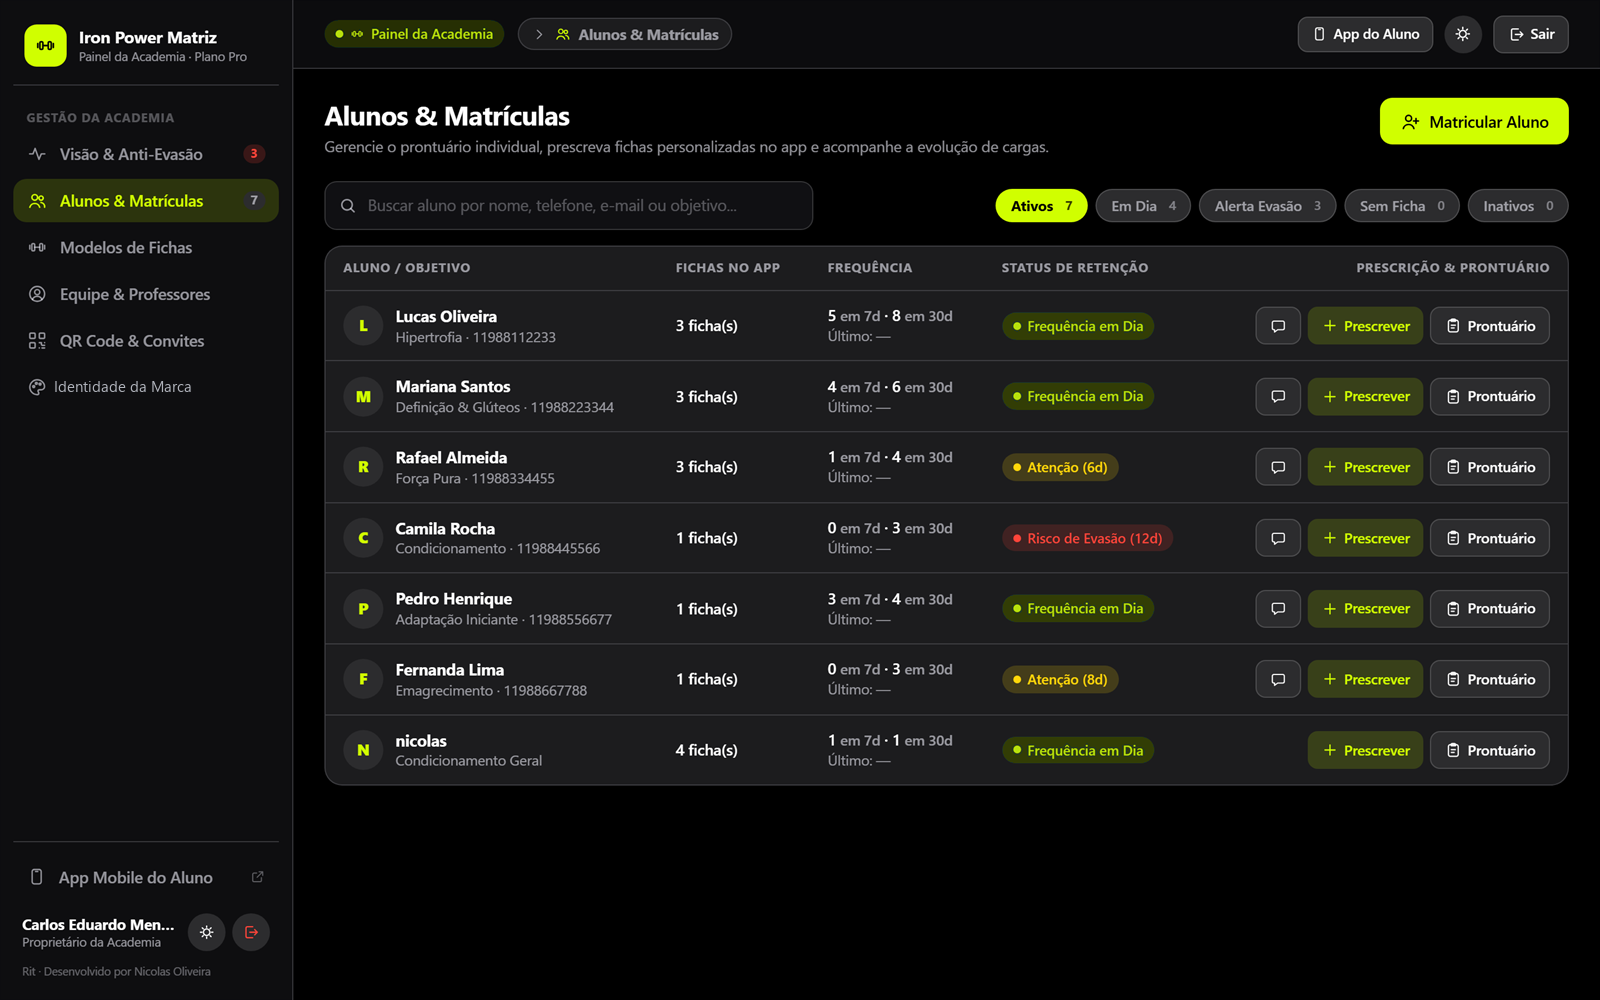 Iron Power Matriz
Painel da Academia · Plano Pro
GESTÃO DA ACADEMIA
Visão & Anti-Evasão 3
Alunos & Matrículas 7
Modelos de Fichas
Equipe & Professores
QR Code & Convites
Identidade da Marca
App Mobile do Aluno
Carlos Eduardo Men...
Proprietário da Academia
Rit · Desenvolvido por Nicolas Oliveira
Painel da Academia
Alunos & Matrículas
App do Aluno
Sair
Alunos & Matrículas
Gerencie o prontuário individual, prescreva fichas personalizadas no app e acompanhe a evolução de cargas.
Matricular Aluno
Buscar aluno por nome, telefone, e-mail ou objetivo...
Ativos 7
Em Dia 4
Alerta Evasão 3
Sem Ficha 0
Inativos 0
ALUNO / OBJETIVO FICHAS NO APP FREQUÊNCIA STATUS DE RETENÇÃO PRESCRIÇÃO & PRONTUÁRIO
L
Lucas Oliveira
Hipertrofia · 11988112233
3 ficha(s)
5 em 7d · 8 em 30d
Último: —
Frequência em Dia
Prescrever
Prontuário
M
Mariana Santos
Definição & Glúteos · 11988223344
3 ficha(s)
4 em 7d · 6 em 30d
Último: —
Frequência em Dia
Prescrever
Prontuário
R
Rafael Almeida
Força Pura · 11988334455
3 ficha(s)
1 em 7d · 4 em 30d
Último: —
Atenção (6d)
Prescrever
Prontuário
C
Camila Rocha
Condicionamento · 11988445566
1 ficha(s)
0 em 7d · 3 em 30d
Último: —
Risco de Evasão (12d)
Prescrever
Prontuário
P
Pedro Henrique
Adaptação Iniciante · 11988556677
1 ficha(s)
3 em 7d · 4 em 30d
Último: —
Frequência em Dia
Prescrever
Prontuário
F
Fernanda Lima
Emagrecimento · 11988667788
1 ficha(s)
0 em 7d · 3 em 30d
Último: —
Atenção (8d)
Prescrever
Prontuário
N
nicolas
Condicionamento Geral
4 ficha(s)
1 em 7d · 1 em 30d
Último: —
Frequência em Dia
Prescrever
Prontuário